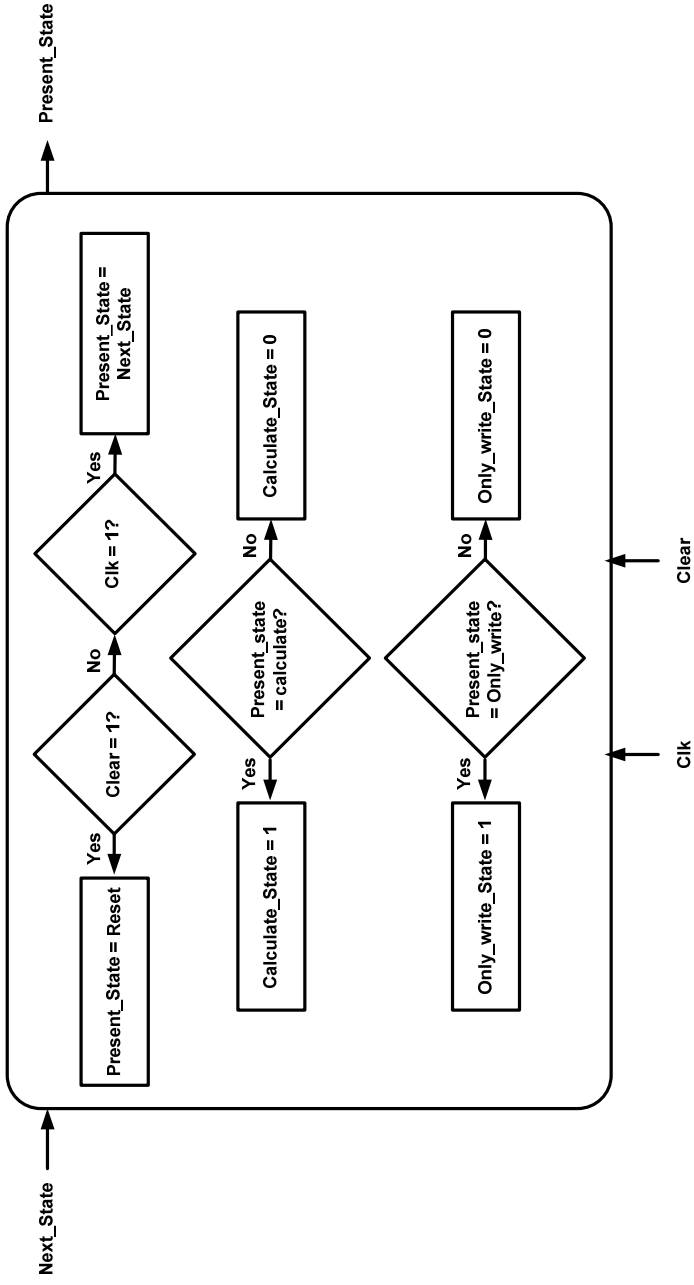 Next_State
Present_State
Present_State = Reset
Yes
Clear = 1?
No
Clk = 1?
Yes
Present_State =
Next_State
Calculate_State = 1
Yes
Present_state
= calculate?
No
Calculate_State = 0
Only_write_State = 1
Yes
Present_state
= Only_write?
No
Only_write_State = 0
Clk
Clear